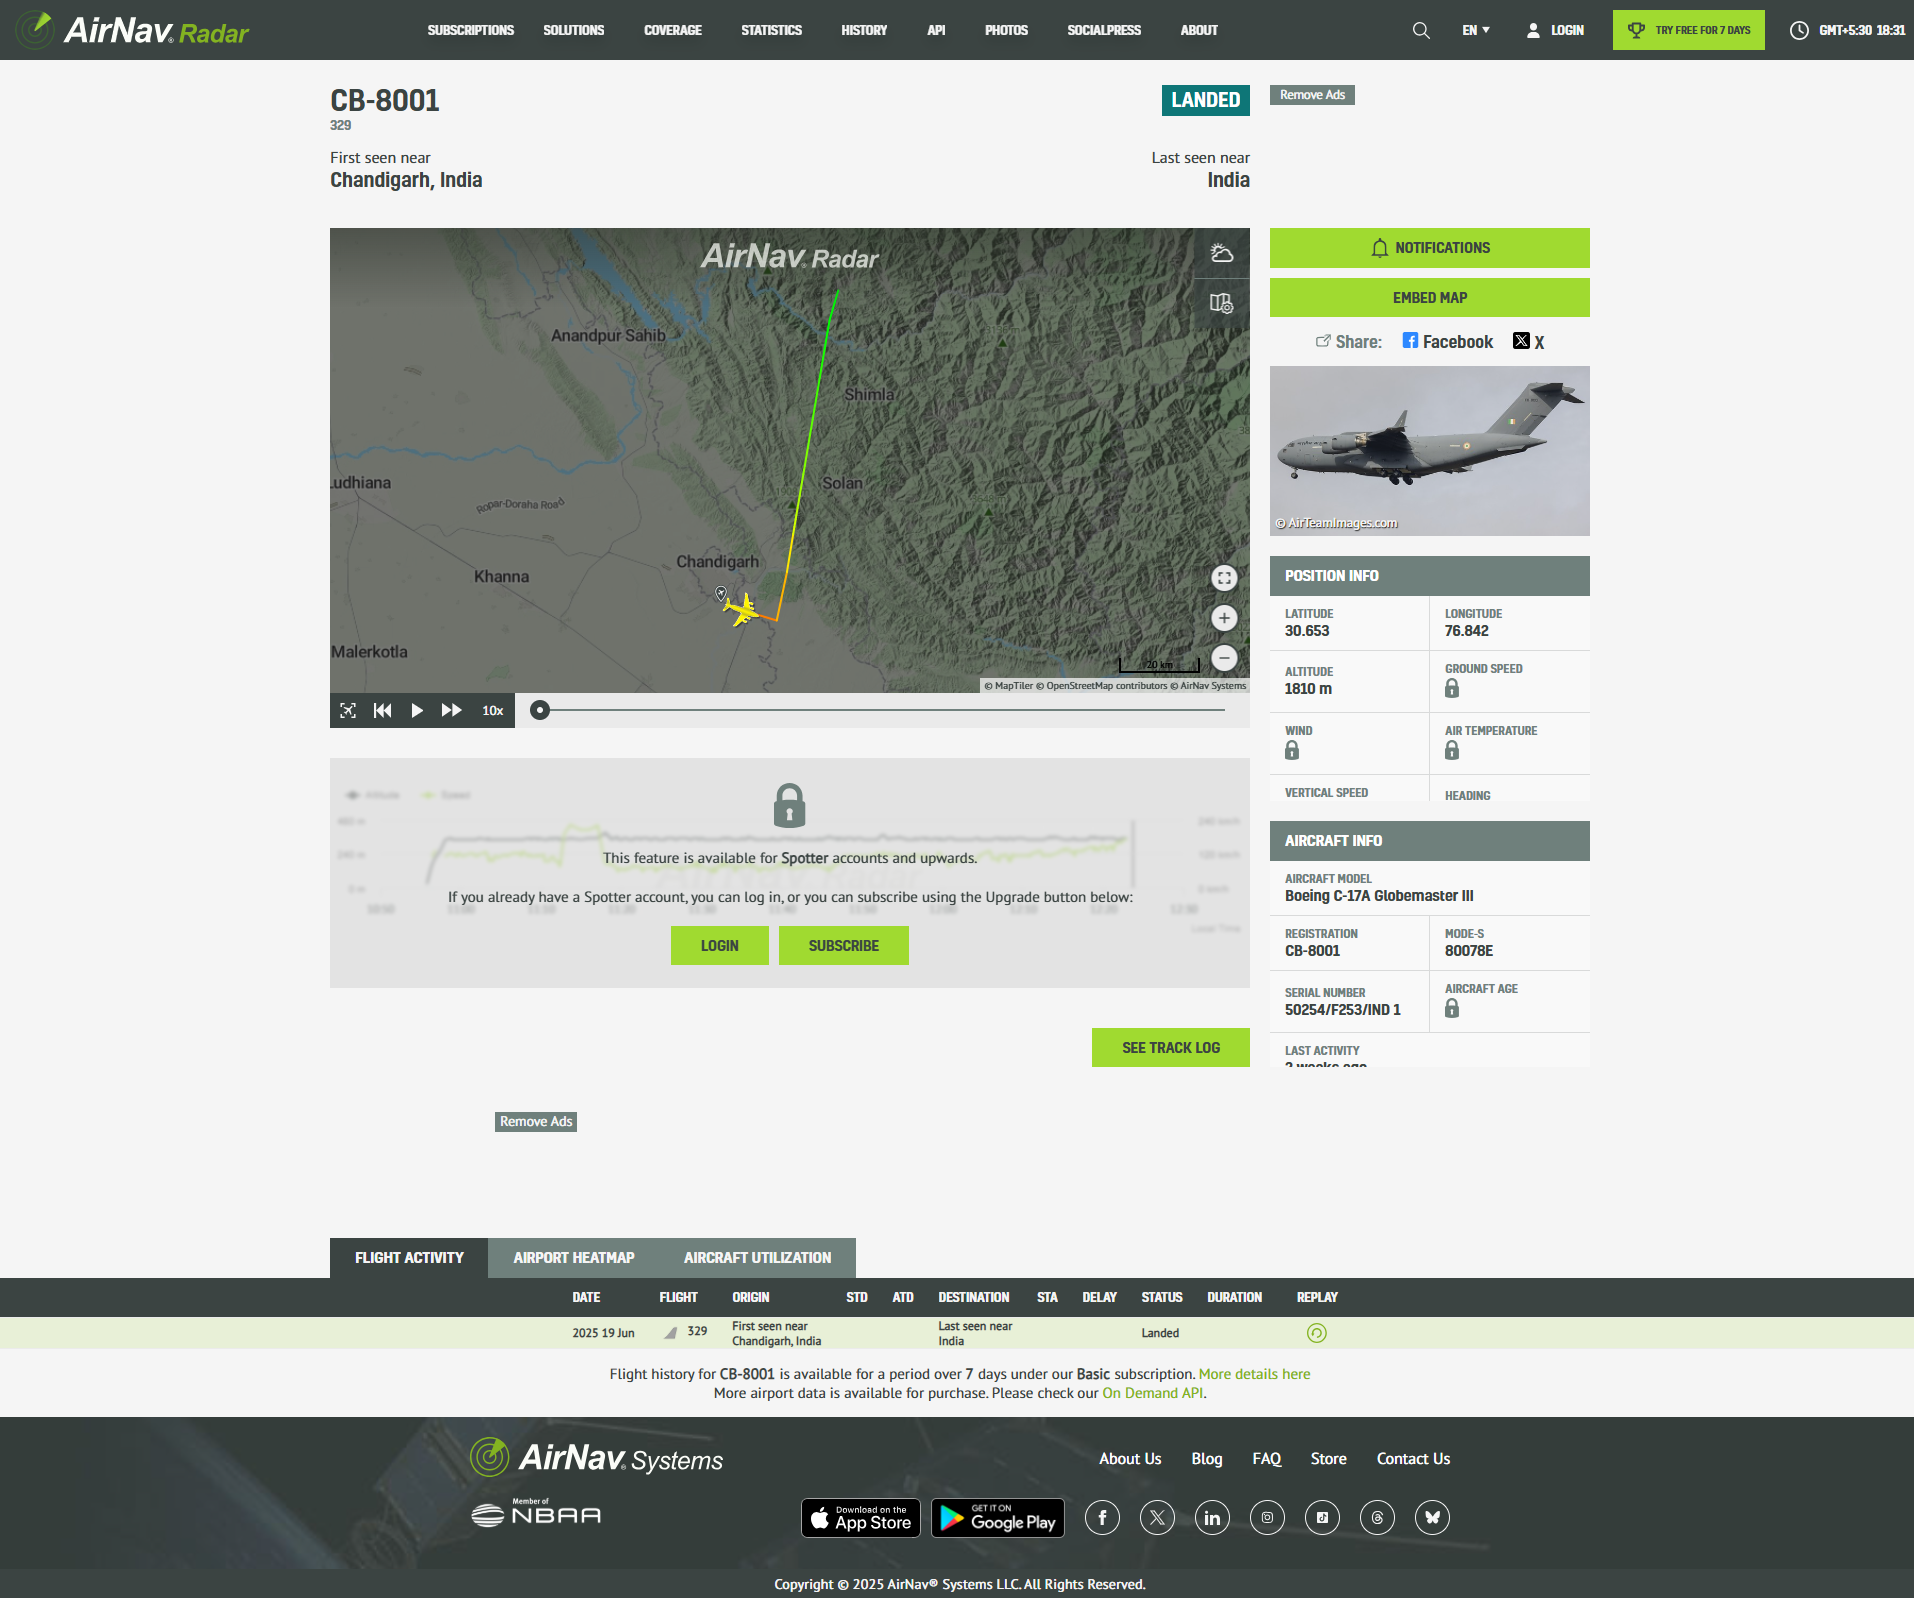 AirNav® Radar
SUBSCRIPTIONS SOLUTIONS COVERAGE STATISTICS HISTORY API PHOTOS SOCIALPRESS ABOUT
EN LOGIN TRY FREE FOR 7 DAYS GMT+5:30 18:31
CB-8001
329
LANDED
Remove Ads
First seen near
Chandigarh, India
Last seen near
India
AirNav® Radar
Anandpur Sahib
Shimla
Ludhiana
Solan
Ropar-Doraha Road
Chandigarh
Khanna
Malerkotla
20 km
© MapTiler © OpenStreetMap contributors © AirNav Systems
10x
NOTIFICATIONS
EMBED MAP
Share: Facebook X
© AirTeamImages.com
POSITION INFO
LATITUDE
30.653
LONGITUDE
76.842
ALTITUDE
1810 m
GROUND SPEED
WIND
AIR TEMPERATURE
VERTICAL SPEED
HEADING
Altitude Speed
This feature is available for Spotter accounts and upwards.
If you already have a Spotter account, you can log in, or you can subscribe using the Upgrade button below:
Local Time
LOGIN
SUBSCRIBE
SEE TRACK LOG
AIRCRAFT INFO
AIRCRAFT MODEL
Boeing C-17A Globemaster III
REGISTRATION
CB-8001
MODE-S
80078E
SERIAL NUMBER
50254/F253/IND 1
AIRCRAFT AGE
LAST ACTIVITY
weeks ago
Remove Ads
FLIGHT ACTIVITY AIRPORT HEATMAP AIRCRAFT UTILIZATION
DATE FLIGHT ORIGIN STD ATD DESTINATION STA DELAY STATUS DURATION REPLAY
2025 19 Jun 329 First seen near Chandigarh, India Last seen near India Landed
Flight history for CB-8001 is available for a period over 7 days under our Basic subscription. More details here
More airport data is available for purchase. Please check our On Demand API.
AirNav® Systems
About Us Blog FAQ Store Contact Us
Member of
NBAA
Download on the
App Store
GET IT ON
Google Play
Copyright © 2025 AirNav® Systems LLC. All Rights Reserved.